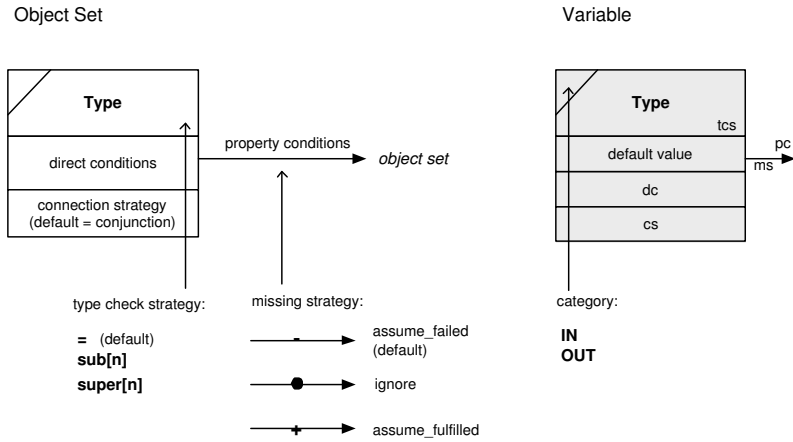 Object Set
Variable
Type
direct conditions
connection strategy
(default = conjunction)
property conditions
object set
type check strategy:
= (default)
sub[n]
super[n]
missing strategy:
-
assume_failed
(default)
ignore
+
assume_fulfilled
Type
tcs
default value
dc
cs
pc
ms
category:
IN
OUT